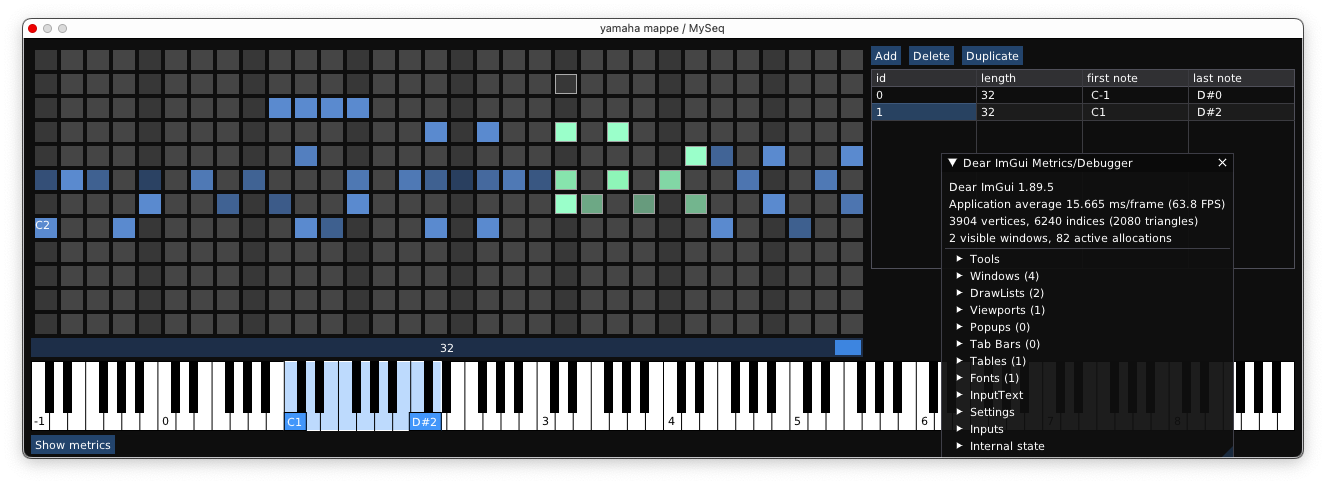 yamaha mappe / MySeq
Add Delete Duplicate
id length first note last note
0 32 C-1 D#0
1 32 C1 D#2
Dear ImGui Metrics/Debugger
Dear ImGui 1.89.5
Application average 15.665 ms/frame (63.8 FPS)
3904 vertices, 6240 indices (2080 triangles)
2 visible windows, 82 active allocations
Tools
Windows (4)
DrawLists (2)
Viewports (1)
Popups (0)
Tab Bars (0)
Tables (1)
Fonts (1)
InputText
Settings
Inputs
Internal state
C2
32
-1 0 C1 D#2 3 4 5 6 7 8
Show metrics